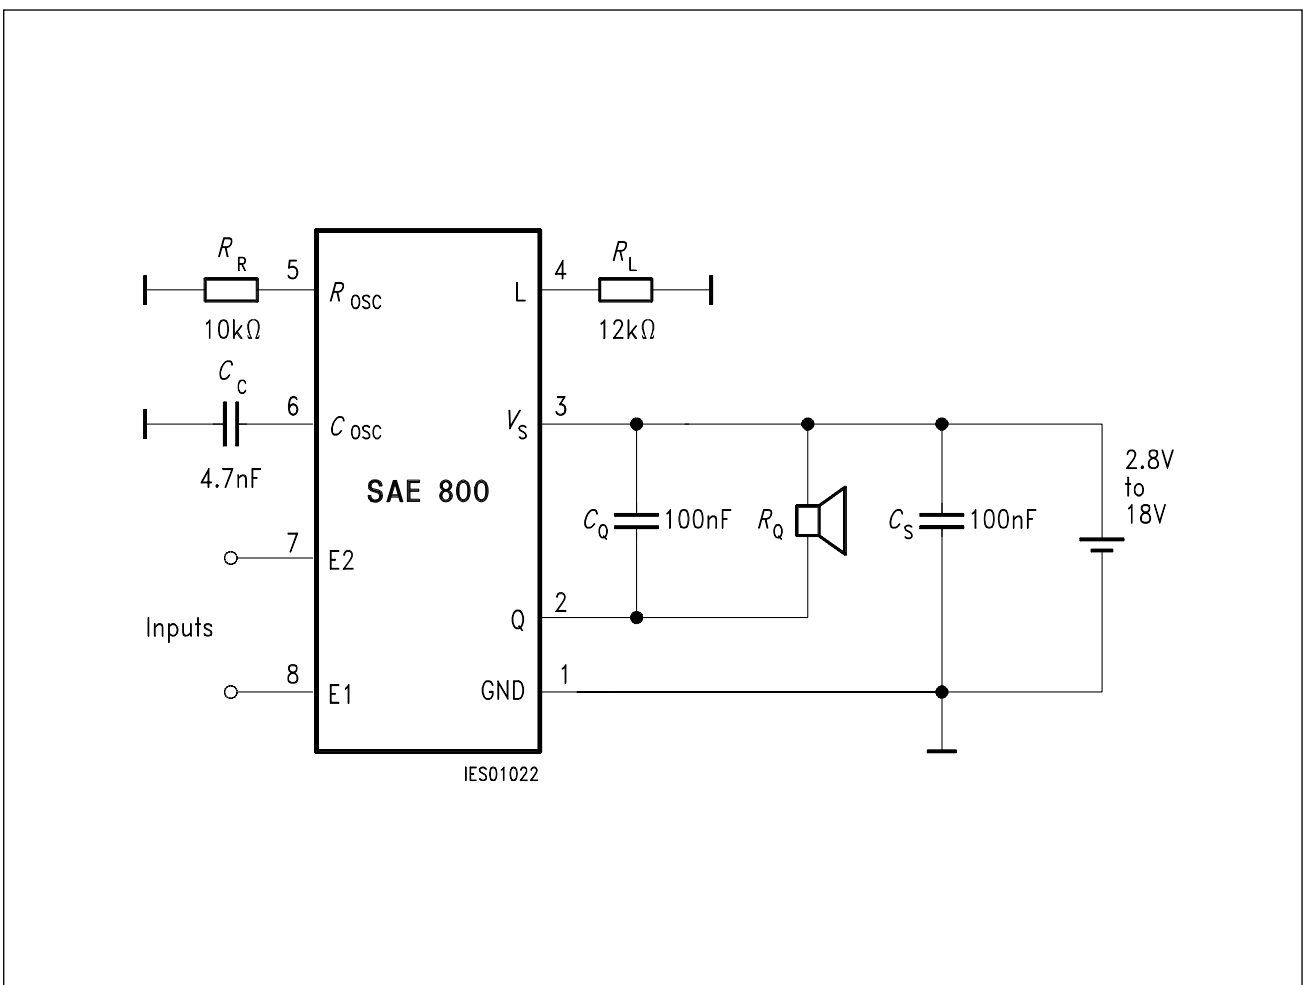 R R
5
R OSC
10kΩ
C C
6
C OSC
4.7nF
SAE 800
7
E2
Inputs
8
E1
4
L
R L
12kΩ
3
V S
C Q
100nF
R Q
C S
100nF
2.8V
to
18V
2
Q
1
GND
IES01022